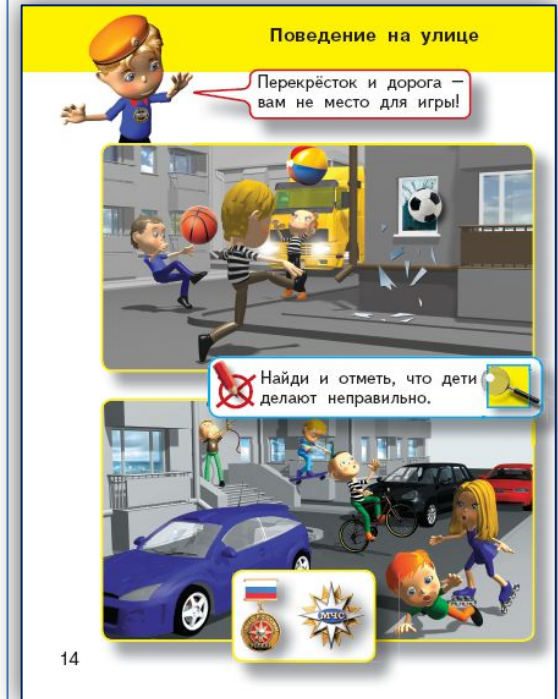 Поведение на улице
Перекрёсток и дорога —
вам не место для игры!
Найди и отметь, что дети
делают неправильно.
МЧС
14